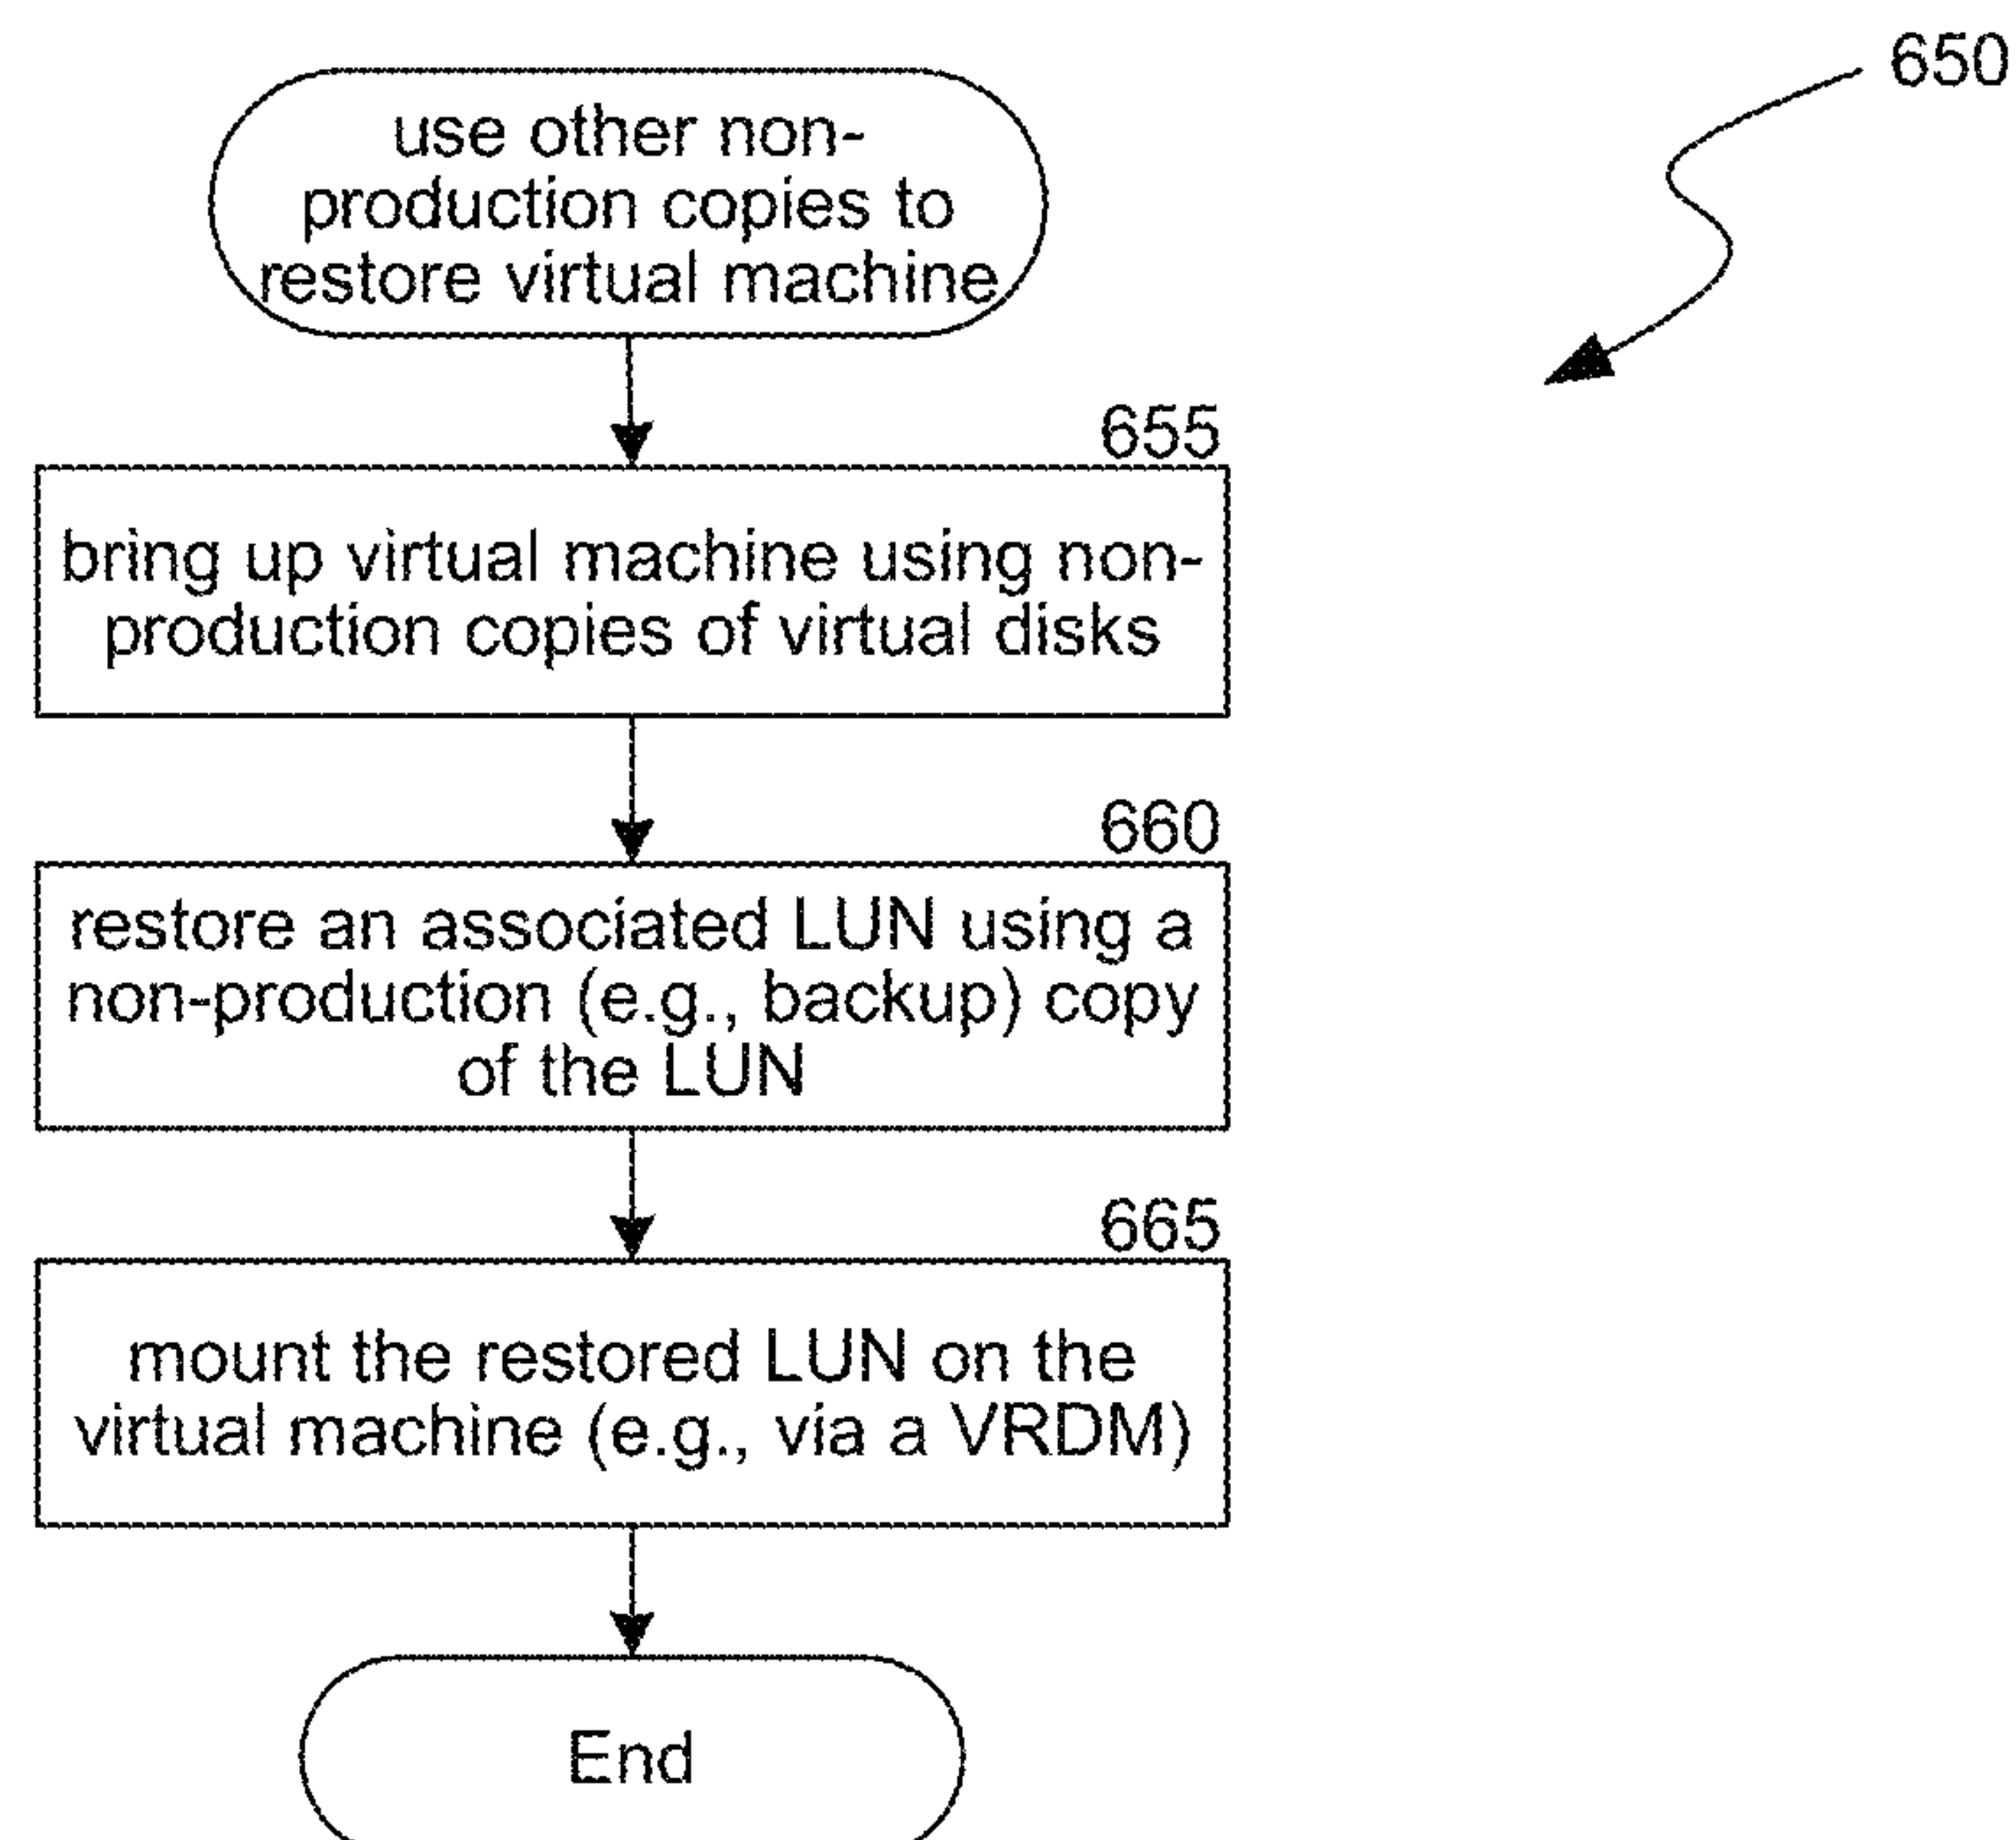 650
use other non-
production copies to
restore virtual machine
655
bring up virtual machine using non-
production copies of virtual disks
660
restore an associated LUN using a
non-production (e.g., backup) copy
of the LUN
665
mount the restored LUN on the
virtual machine (e.g., via a VRDM)
End